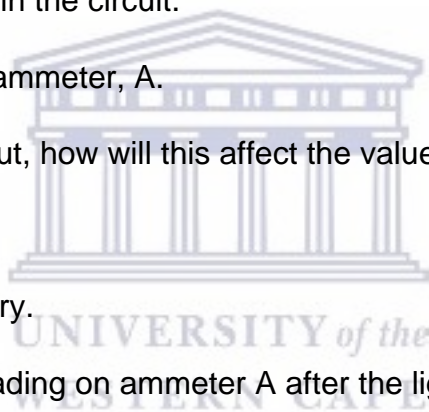 in the circuit.
ammeter, A.
ut, how will this affect the value
ry.
UNIVERSITY of the
ading on ammeter A after the lig
WESTERN CAPE